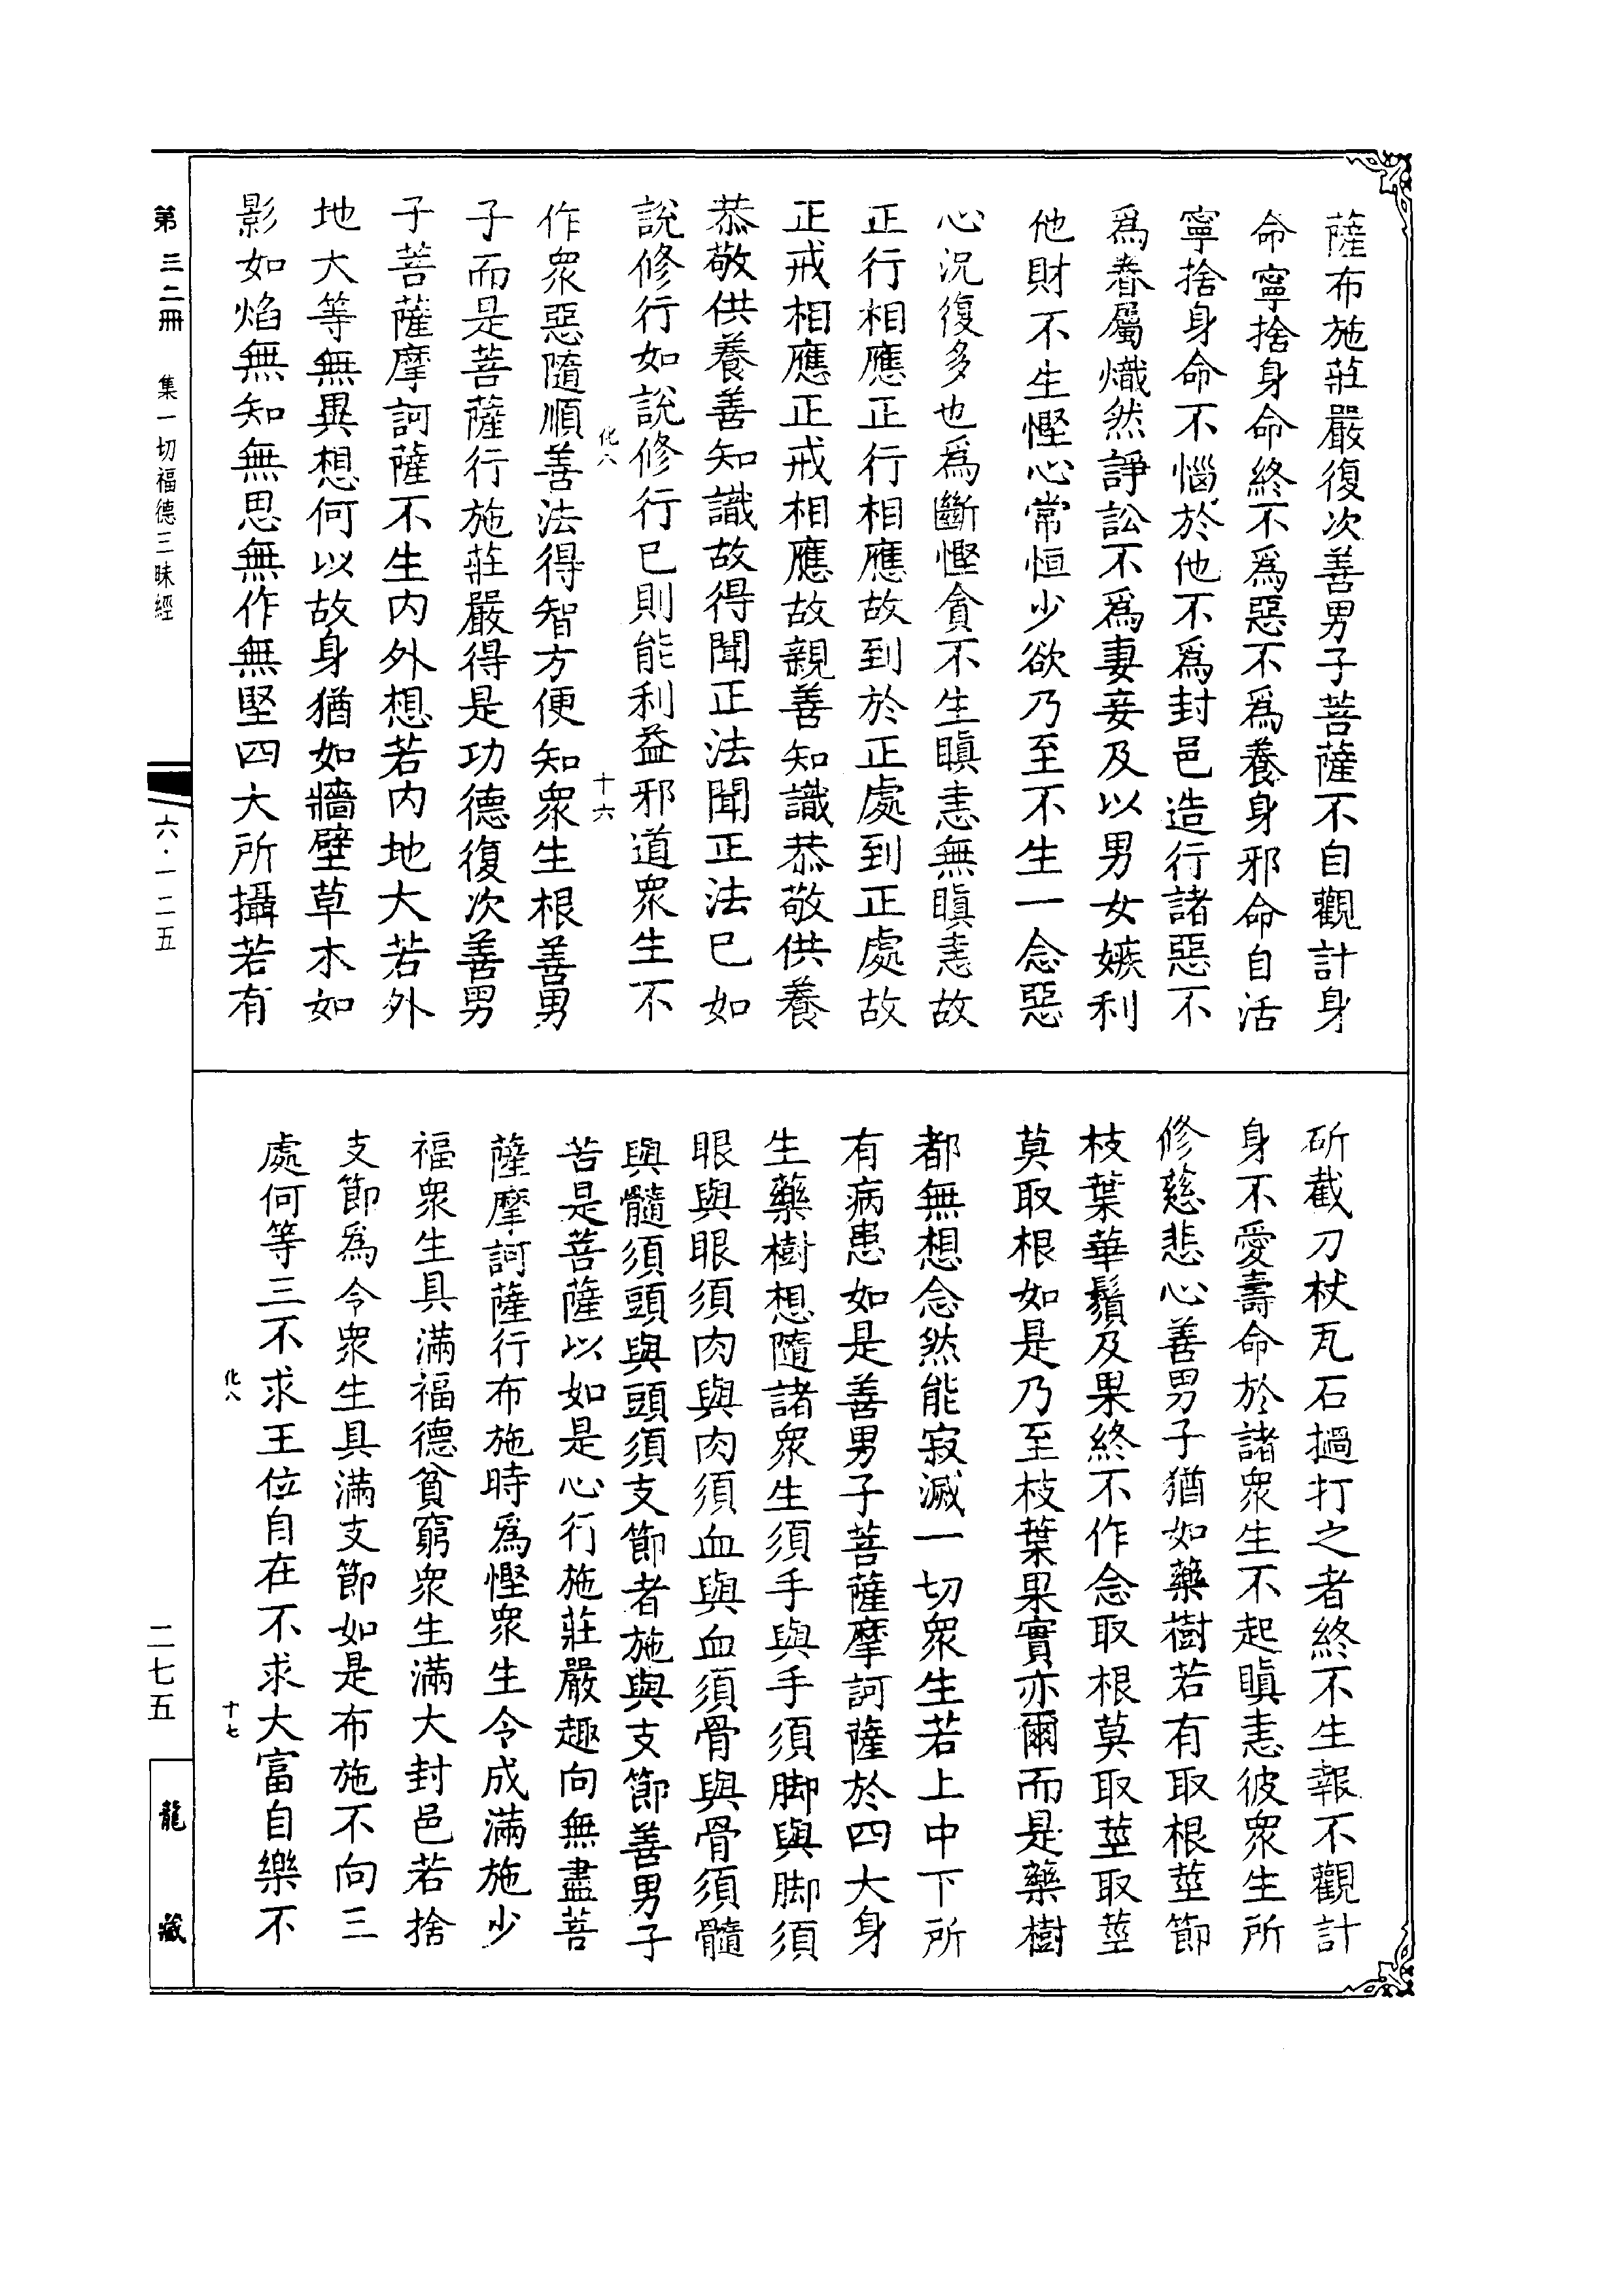 薩布施莊嚴復次善男子菩薩不自觀計身
命寧捨身命終不爲惡不爲養身邪命自活
寧捨身命不惱於他不爲封邑造行諸惡不
爲眷屬熾然諍訟不爲妻妾及以男女嫉利
他財不生慳心常恒少欲乃至不生一念惡
心況復多也爲斷慳貪不生瞋恚無瞋恚故
正行相應正行相應故到於正處到正處故
正戒相應正戒相應故親善知識恭敬供養
恭敬供養善知識故得聞正法聞正法已如
說修行如說修行已則能利益邪道衆生不
化八 十六
作衆惡隨順善法得智方便知衆生根善男
子而是菩薩行施莊嚴得是功德復次善男
子菩薩摩訶薩不生內外想若內地大若外
地大等無異想何以故身猶如牆壁草木如
影如焰無知無思無作無堅四大所攝若有
斫截刀杖瓦石撾打之者終不生報不觀計
身不愛壽命於諸衆生不起瞋恚彼衆生所
修慈悲心善男子猶如藥樹若有取根莖節
枝葉華鬚及果終不作念取根莫取莖取莖
莫取根如是乃至枝葉果實亦爾而是藥樹
都無想念然能寂滅一切衆生若上中下所
有病患如是善男子菩薩摩訶薩於四大身
生藥樹想隨諸衆生須手與手須脚與脚須
眼與眼須肉與肉須血與血須骨與骨須髓
與髓須頭與頭須支節者施與支節善男子
苦是菩薩以如是心行施莊嚴趣向無盡菩
薩摩訶薩行布施時爲慳衆生令成滿施少
福衆生具滿福德貧窮衆生滿大封邑若捨
支節爲令衆生具滿支節如是布施不向三
處何等三不求王位自在不求大富自樂不
化八 十七
第三二冊 集一切福德三昧經
六·一二五
二七五
龍藏